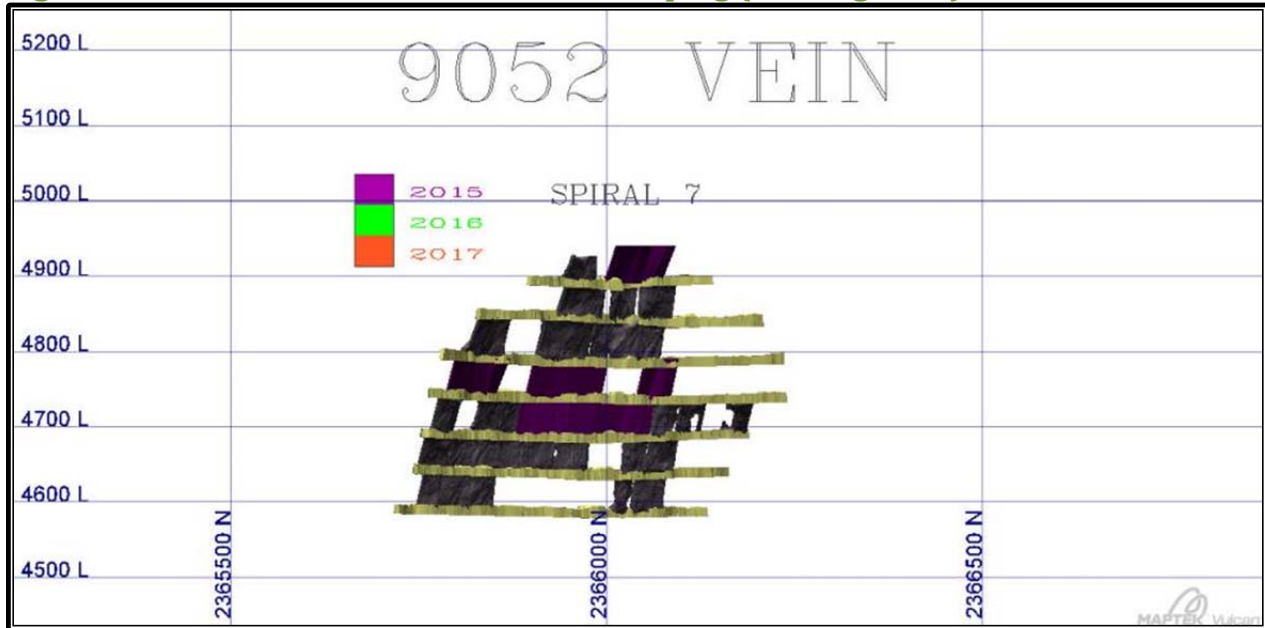 5200 L
9052 VEIN
5100 L
5000 L
2015
SPIRAL 7
2016
2017
4900 L
4800 L
4700 L
4600 L
4500 L
2365500 N
2366000 N
2366500 N
MAPTEK Vulcan